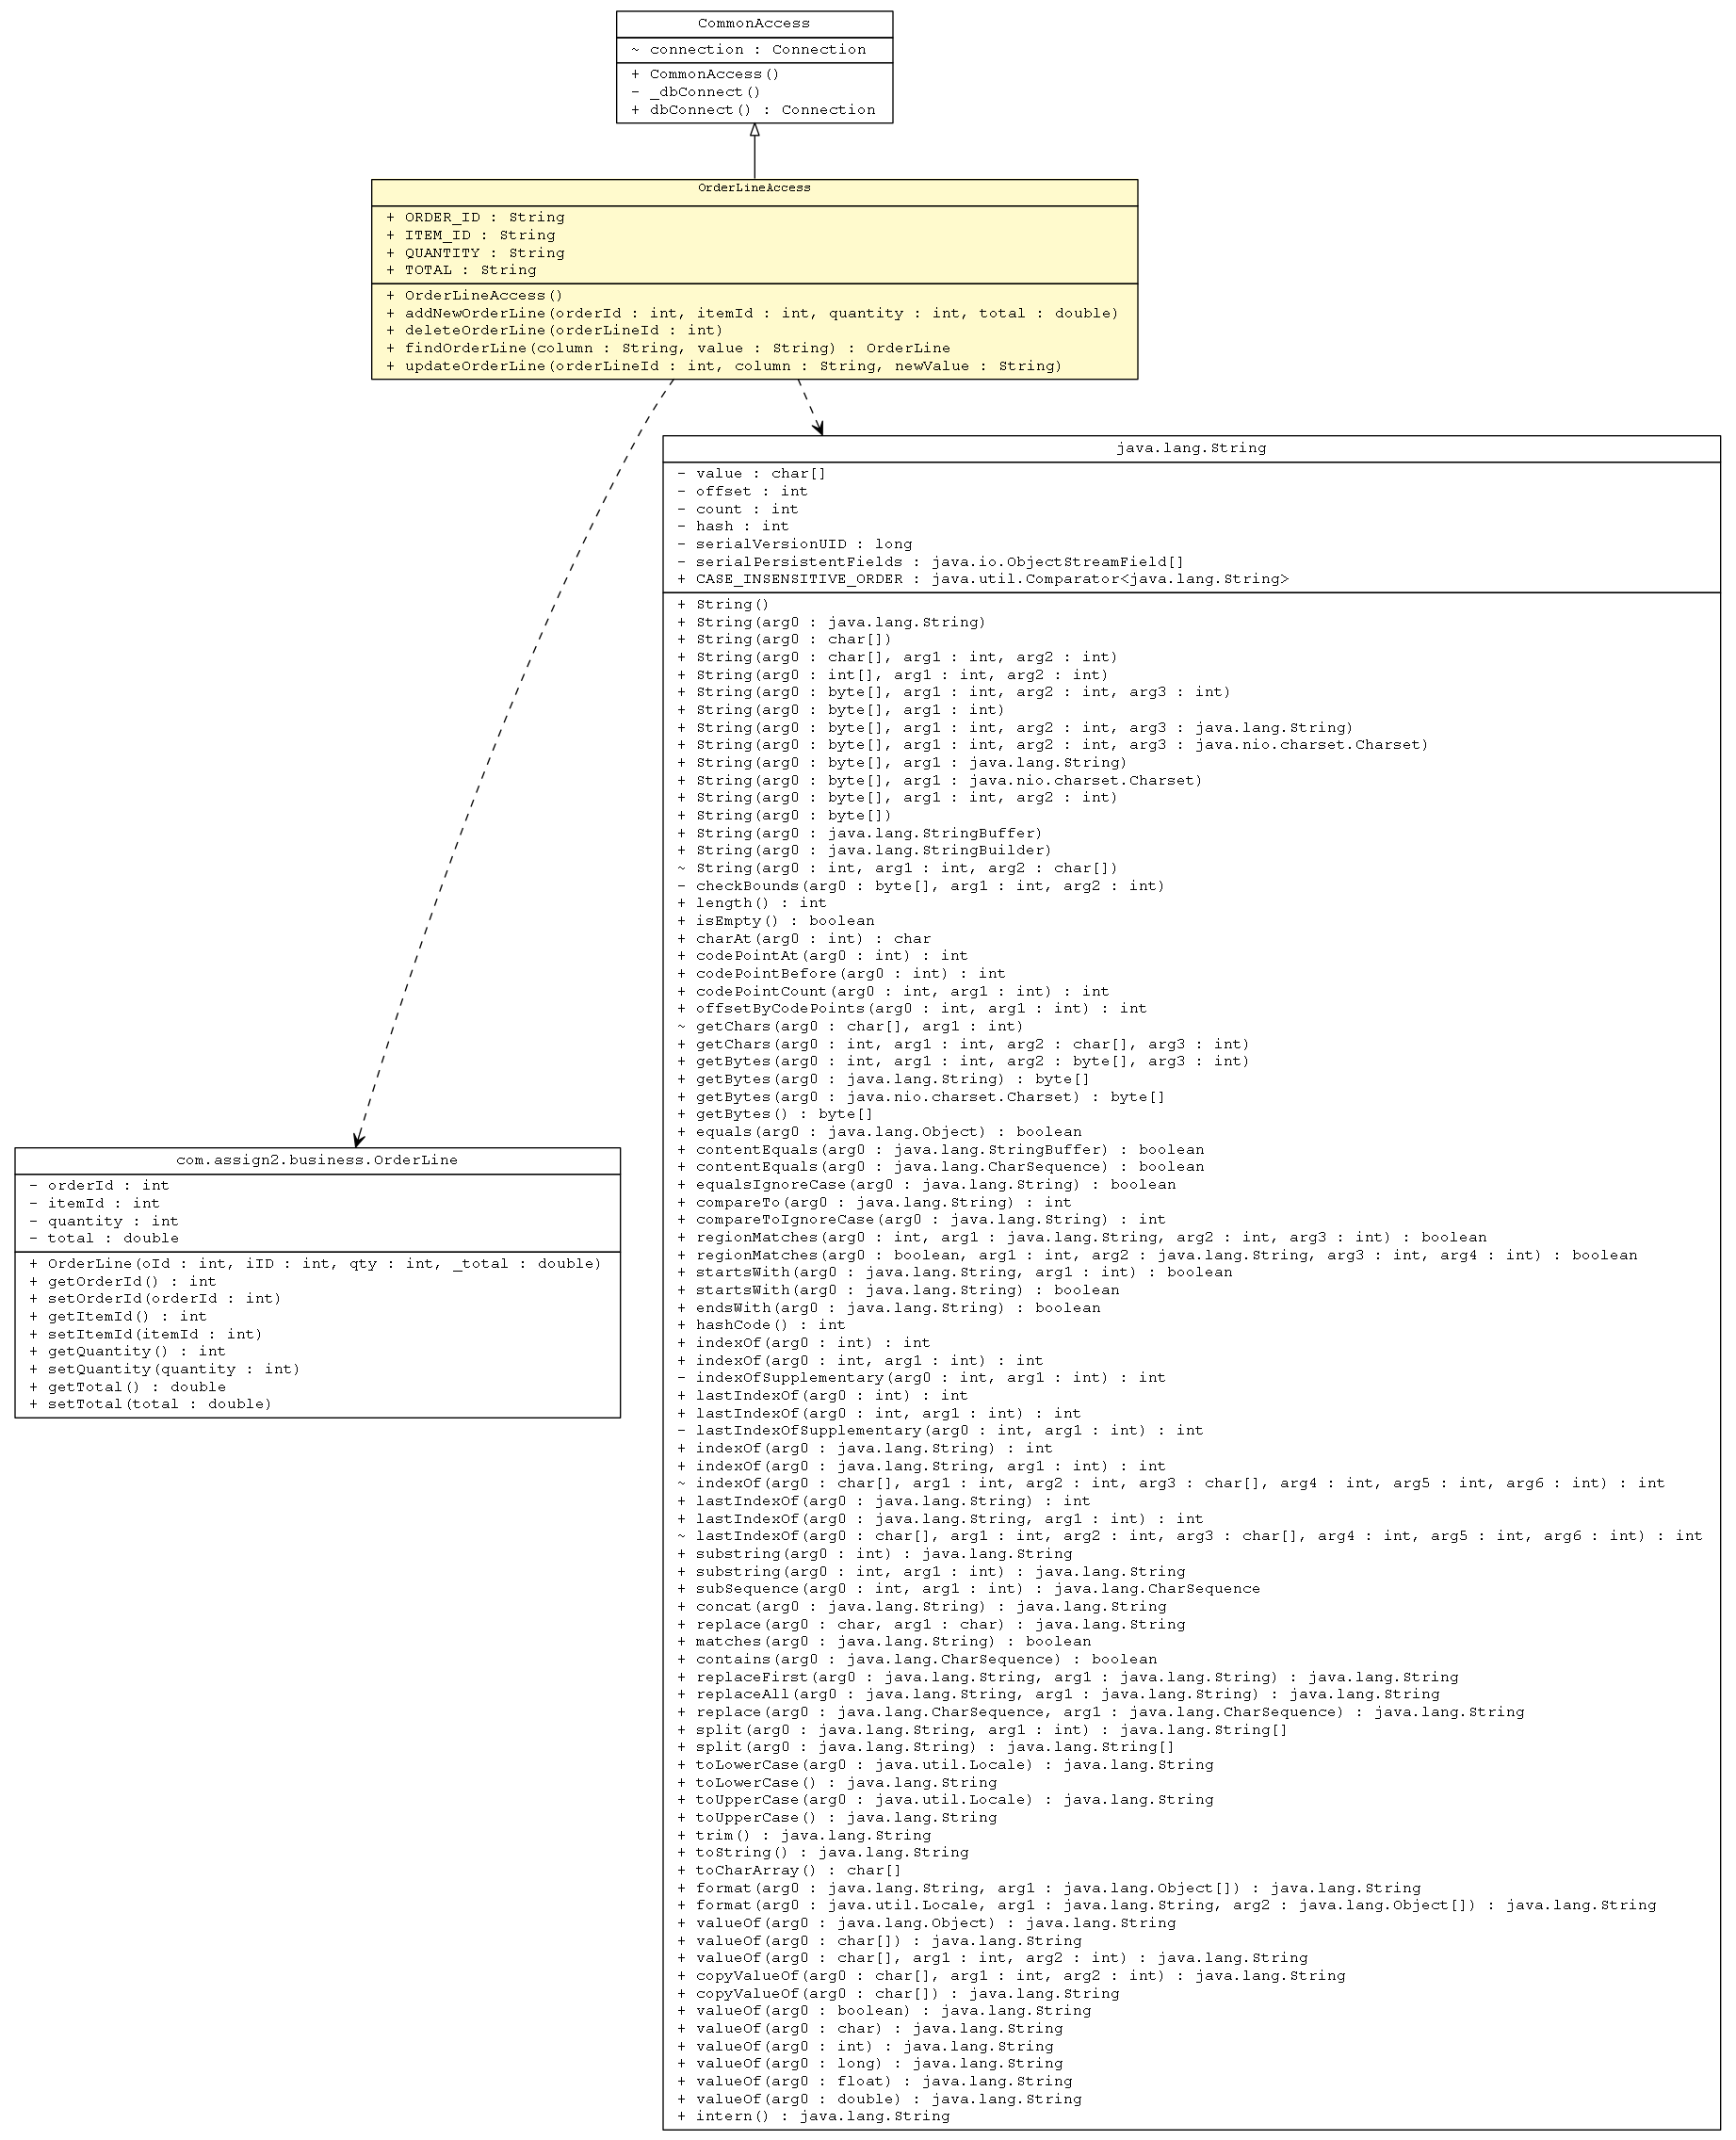 CommonAccess
~ connection : Connection
+ CommonAccess()
- _dbConnect()
+ dbConnect() : Connection
OrderLineAccess
+ ORDER_ID : String
+ ITEM_ID : String
+ QUANTITY : String
+ TOTAL : String
+ OrderLineAccess()
+ addNewOrderLine(orderId : int, itemId : int, quantity : int, total : double)
+ deleteOrderLine(orderLineId : int)
+ findOrderLine(column : String, value : String) : OrderLine
+ updateOrderLine(orderLineId : int, column : String, newValue : String)
java.lang.String
- value : char[]
- offset : int
- count : int
- hash : int
- serialVersionUID : long
- serialPersistentFields : java.io.ObjectStreamField[]
+ CASE_INSENSITIVE_ORDER : java.util.Comparator<java.lang.String>
+ String()
+ String(arg0 : java.lang.String)
+ String(arg0 : char[])
+ String(arg0 : char[], arg1 : int, arg2 : int)
+ String(arg0 : int[], arg1 : int, arg2 : int)
+ String(arg0 : byte[], arg1 : int, arg2 : int, arg3 : int)
+ String(arg0 : byte[], arg1 : int)
+ String(arg0 : byte[], arg1 : int, arg2 : int, arg3 : java.lang.String)
+ String(arg0 : byte[], arg1 : int, arg2 : int, arg3 : java.nio.charset.Charset)
+ String(arg0 : byte[], arg1 : java.lang.String)
+ String(arg0 : byte[], arg1 : java.nio.charset.Charset)
+ String(arg0 : byte[], arg1 : int, arg2 : int)
+ String(arg0 : byte[])
+ String(arg0 : java.lang.StringBuffer)
+ String(arg0 : java.lang.StringBuilder)
~ String(arg0 : int, arg1 : int, arg2 : char[])
- checkBounds(arg0 : byte[], arg1 : int, arg2 : int)
+ length() : int
+ isEmpty() : boolean
+ charAt(arg0 : int) : char
+ codePointAt(arg0 : int) : int
+ codePointBefore(arg0 : int) : int
+ codePointCount(arg0 : int, arg1 : int) : int
+ offsetByCodePoints(arg0 : int, arg1 : int) : int
~ getChars(arg0 : char[], arg1 : int)
+ getChars(arg0 : int, arg1 : int, arg2 : char[], arg3 : int)
+ getBytes(arg0 : int, arg1 : int, arg2 : byte[], arg3 : int)
+ getBytes(arg0 : java.lang.String) : byte[]
+ getBytes(arg0 : java.nio.charset.Charset) : byte[]
+ getBytes() : byte[]
+ equals(arg0 : java.lang.Object) : boolean
+ contentEquals(arg0 : java.lang.StringBuffer) : boolean
+ contentEquals(arg0 : java.lang.CharSequence) : boolean
+ equalsIgnoreCase(arg0 : java.lang.String) : boolean
+ compareTo(arg0 : java.lang.String) : int
+ compareToIgnoreCase(arg0 : java.lang.String) : int
+ regionMatches(arg0 : int, arg1 : java.lang.String, arg2 : int, arg3 : int) : boolean
+ regionMatches(arg0 : boolean, arg1 : int, arg2 : java.lang.String, arg3 : int, arg4 : int) : boolean
+ startsWith(arg0 : java.lang.String, arg1 : int) : boolean
+ startsWith(arg0 : java.lang.String) : boolean
+ endsWith(arg0 : java.lang.String) : boolean
+ hashCode() : int
+ indexOf(arg0 : int) : int
+ indexOf(arg0 : int, arg1 : int) : int
- indexOfSupplementary(arg0 : int, arg1 : int) : int
+ lastIndexOf(arg0 : int) : int
+ lastIndexOf(arg0 : int, arg1 : int) : int
- lastIndexOfSupplementary(arg0 : int, arg1 : int) : int
+ indexOf(arg0 : java.lang.String) : int
+ indexOf(arg0 : java.lang.String, arg1 : int) : int
~ indexOf(arg0 : char[], arg1 : int, arg2 : int, arg3 : char[], arg4 : int, arg5 : int, arg6 : int) : int
+ lastIndexOf(arg0 : java.lang.String) : int
+ lastIndexOf(arg0 : java.lang.String, arg1 : int) : int
~ lastIndexOf(arg0 : char[], arg1 : int, arg2 : int, arg3 : char[], arg4 : int, arg5 : int, arg6 : int) : int
+ substring(arg0 : int) : java.lang.String
+ substring(arg0 : int, arg1 : int) : java.lang.String
+ subSequence(arg0 : int, arg1 : int) : java.lang.CharSequence
+ concat(arg0 : java.lang.String) : java.lang.String
+ replace(arg0 : char, arg1 : char) : java.lang.String
+ matches(arg0 : java.lang.String) : boolean
+ contains(arg0 : java.lang.CharSequence) : boolean
+ replaceFirst(arg0 : java.lang.String, arg1 : java.lang.String) : java.lang.String
+ replaceAll(arg0 : java.lang.String, arg1 : java.lang.String) : java.lang.String
+ replace(arg0 : java.lang.CharSequence, arg1 : java.lang.CharSequence) : java.lang.String
+ split(arg0 : java.lang.String, arg1 : int) : java.lang.String[]
+ split(arg0 : java.lang.String) : java.lang.String[]
+ toLowerCase(arg0 : java.util.Locale) : java.lang.String
+ toLowerCase() : java.lang.String
+ toUpperCase(arg0 : java.util.Locale) : java.lang.String
+ toUpperCase() : java.lang.String
+ trim() : java.lang.String
+ toString() : java.lang.String
+ toCharArray() : char[]
+ format(arg0 : java.lang.String, arg1 : java.lang.Object[]) : java.lang.String
+ format(arg0 : java.util.Locale, arg1 : java.lang.String, arg2 : java.lang.Object[]) : java.lang.String
+ valueOf(arg0 : java.lang.Object) : java.lang.String
+ valueOf(arg0 : char[]) : java.lang.String
+ valueOf(arg0 : char[], arg1 : int, arg2 : int) : java.lang.String
+ copyValueOf(arg0 : char[], arg1 : int, arg2 : int) : java.lang.String
+ copyValueOf(arg0 : char[]) : java.lang.String
+ valueOf(arg0 : boolean) : java.lang.String
+ valueOf(arg0 : char) : java.lang.String
+ valueOf(arg0 : int) : java.lang.String
+ valueOf(arg0 : long) : java.lang.String
+ valueOf(arg0 : float) : java.lang.String
+ valueOf(arg0 : double) : java.lang.String
+ intern() : java.lang.String
com.assign2.business.OrderLine
- orderId : int
- itemId : int
- quantity : int
- total : double
+ OrderLine(oId : int, iID : int, qty : int, _total : double)
+ getOrderId() : int
+ setOrderId(orderId : int)
+ getItemId() : int
+ setItemId(itemId : int)
+ getQuantity() : int
+ setQuantity(quantity : int)
+ getTotal() : double
+ setTotal(total : double)